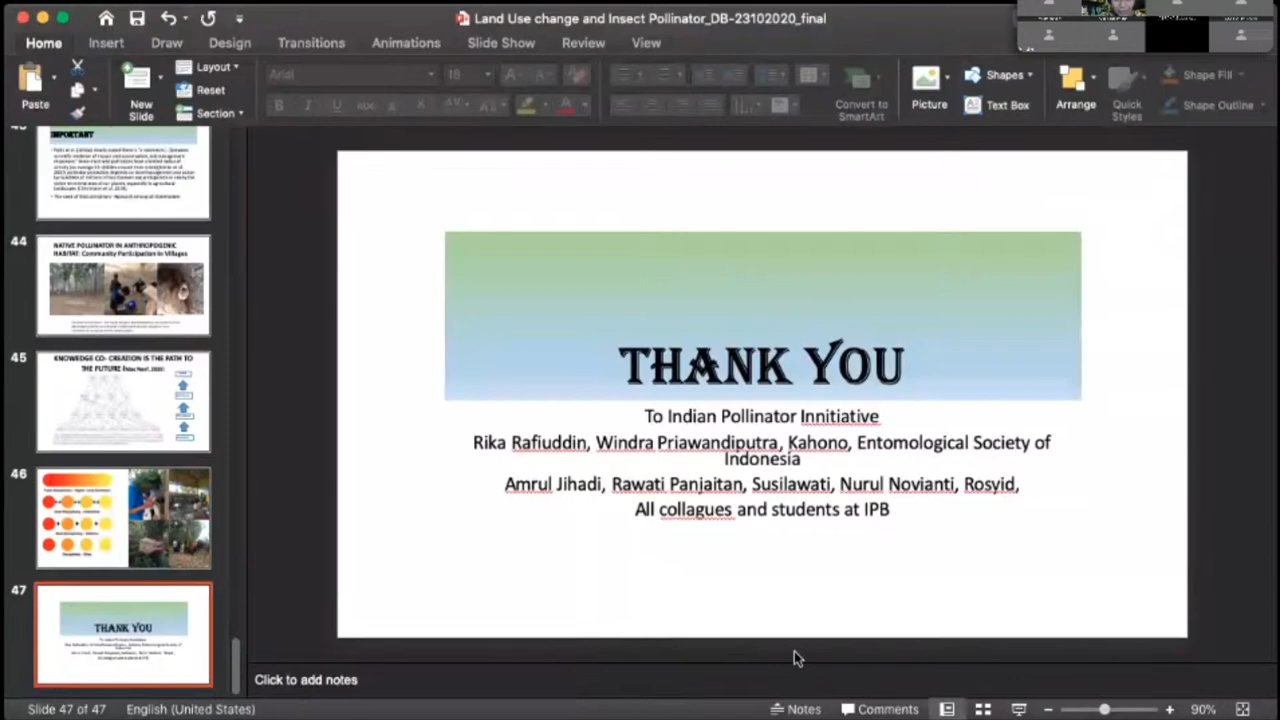 Land Use change and Insect Pollinator_DB-23102020_final
Home Insert Draw Design Transitions Animations Slide Show Review View
Paste
New
Slide
Layout
Reset
Section
Arial 18
Convert to
SmartArt
Picture
Shapes
Text Box
Arrange
Quick
Styles
Shape Fill
Shape Outline
IMPORTANT
44
NATIVE POLLINATOR IN ANTHROPOGENIC
HABITAT: Community Participation in Villages
45
KNOWLEDGE CO- CREATION IS THE PATH TO
THE FUTURE
46
47
THANK YOU
THANK YOU
To Indian Pollinator Innitiative
Rika Rafiuddin, Windra Priawandiputra, Kahono, Entomological Society of
Indonesia
Amrul Jihadi, Rawati Panjaitan, Susilawati, Nurul Novianti, Rosyid,
All collagues and students at IPB
Click to add notes
Slide 47 of 47 English (United States) Notes Comments 90%